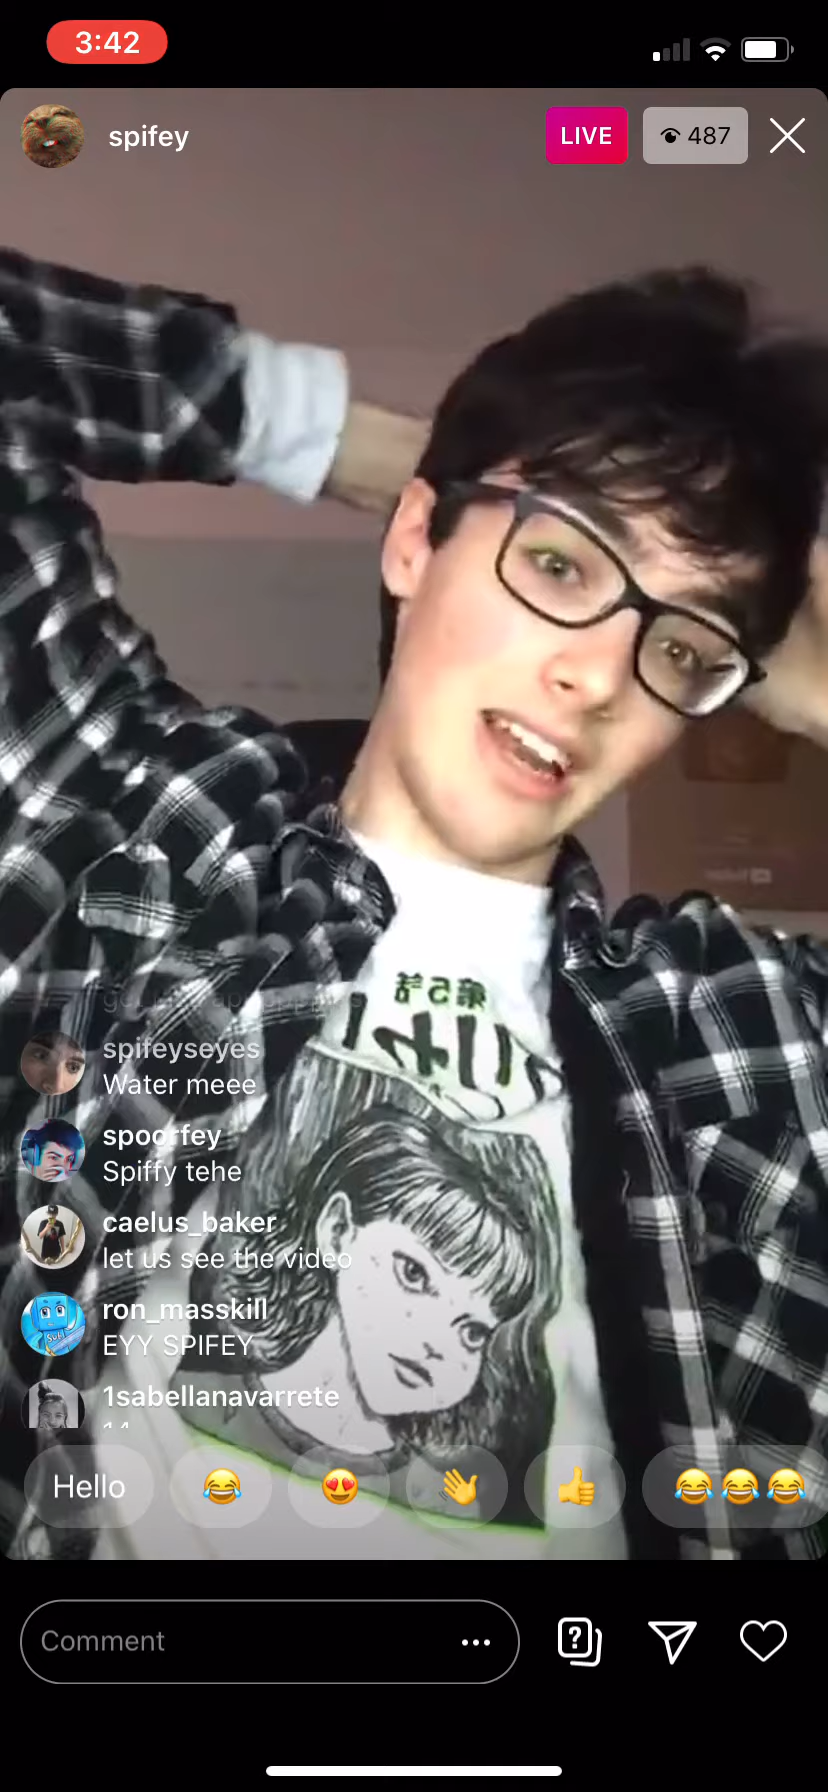 3:42
spifey
LIVE
487
spifeyseyes
Water meee
spoorfey
Spiffy tehe
caelus_baker
let us see the video
ron_masskill
EYY SPIFEY
1sabellanavarrete
14
Hello
Comment